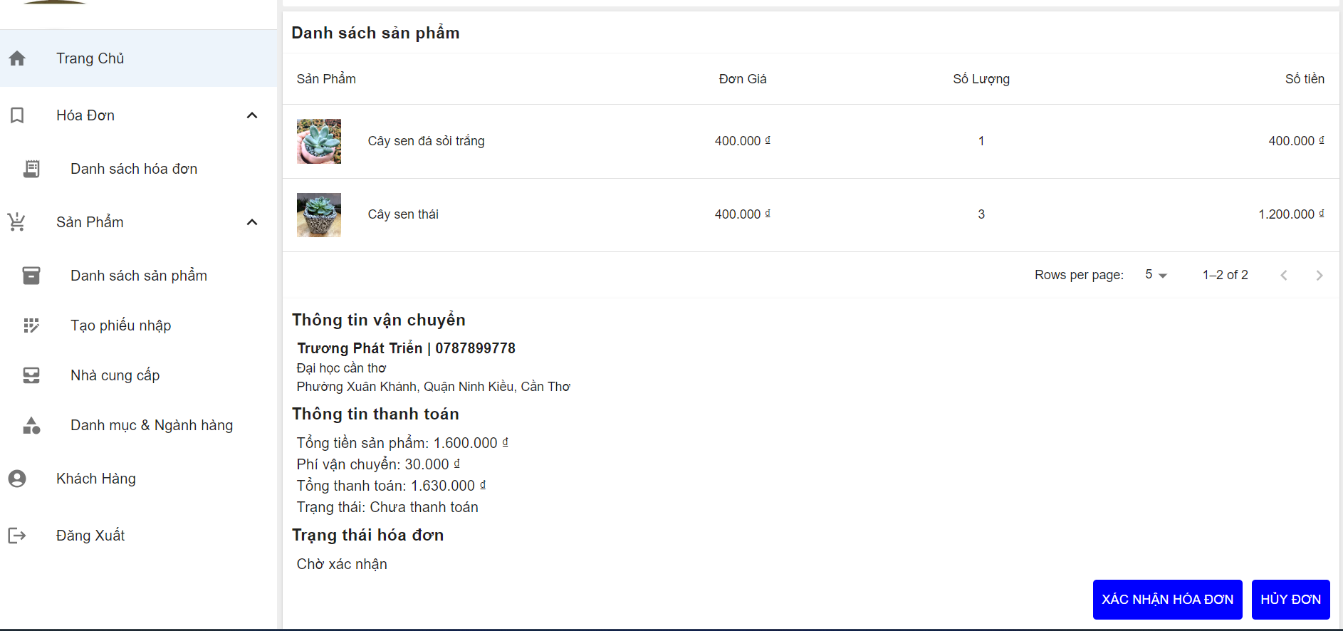 Trang Chủ
Hóa Đơn
Danh sách hóa đơn
Sản Phẩm
Danh sách sản phẩm
Tạo phiếu nhập
Nhà cung cấp
Danh mục & Ngành hàng
Khách Hàng
Đăng Xuất
Danh sách sản phẩm
Sản Phẩm Đơn Giá Số Lượng Số tiền
Cây sen đá sỏi trắng 400.000 ₫ 1 400.000 ₫
Cây sen thái 400.000 ₫ 3 1.200.000 ₫
Rows per page: 5 1–2 of 2
Thông tin vận chuyển
Trương Phát Triển | 0787899778
Đại học cần thơ
Phường Xuân Khánh, Quận Ninh Kiều, Cần Thơ
Thông tin thanh toán
Tổng tiền sản phẩm: 1.600.000 ₫
Phí vận chuyển: 30.000 ₫
Tổng thanh toán: 1.630.000 ₫
Trạng thái: Chưa thanh toán
Trạng thái hóa đơn
Chờ xác nhận
XÁC NHẬN HÓA ĐƠN HỦY ĐƠN